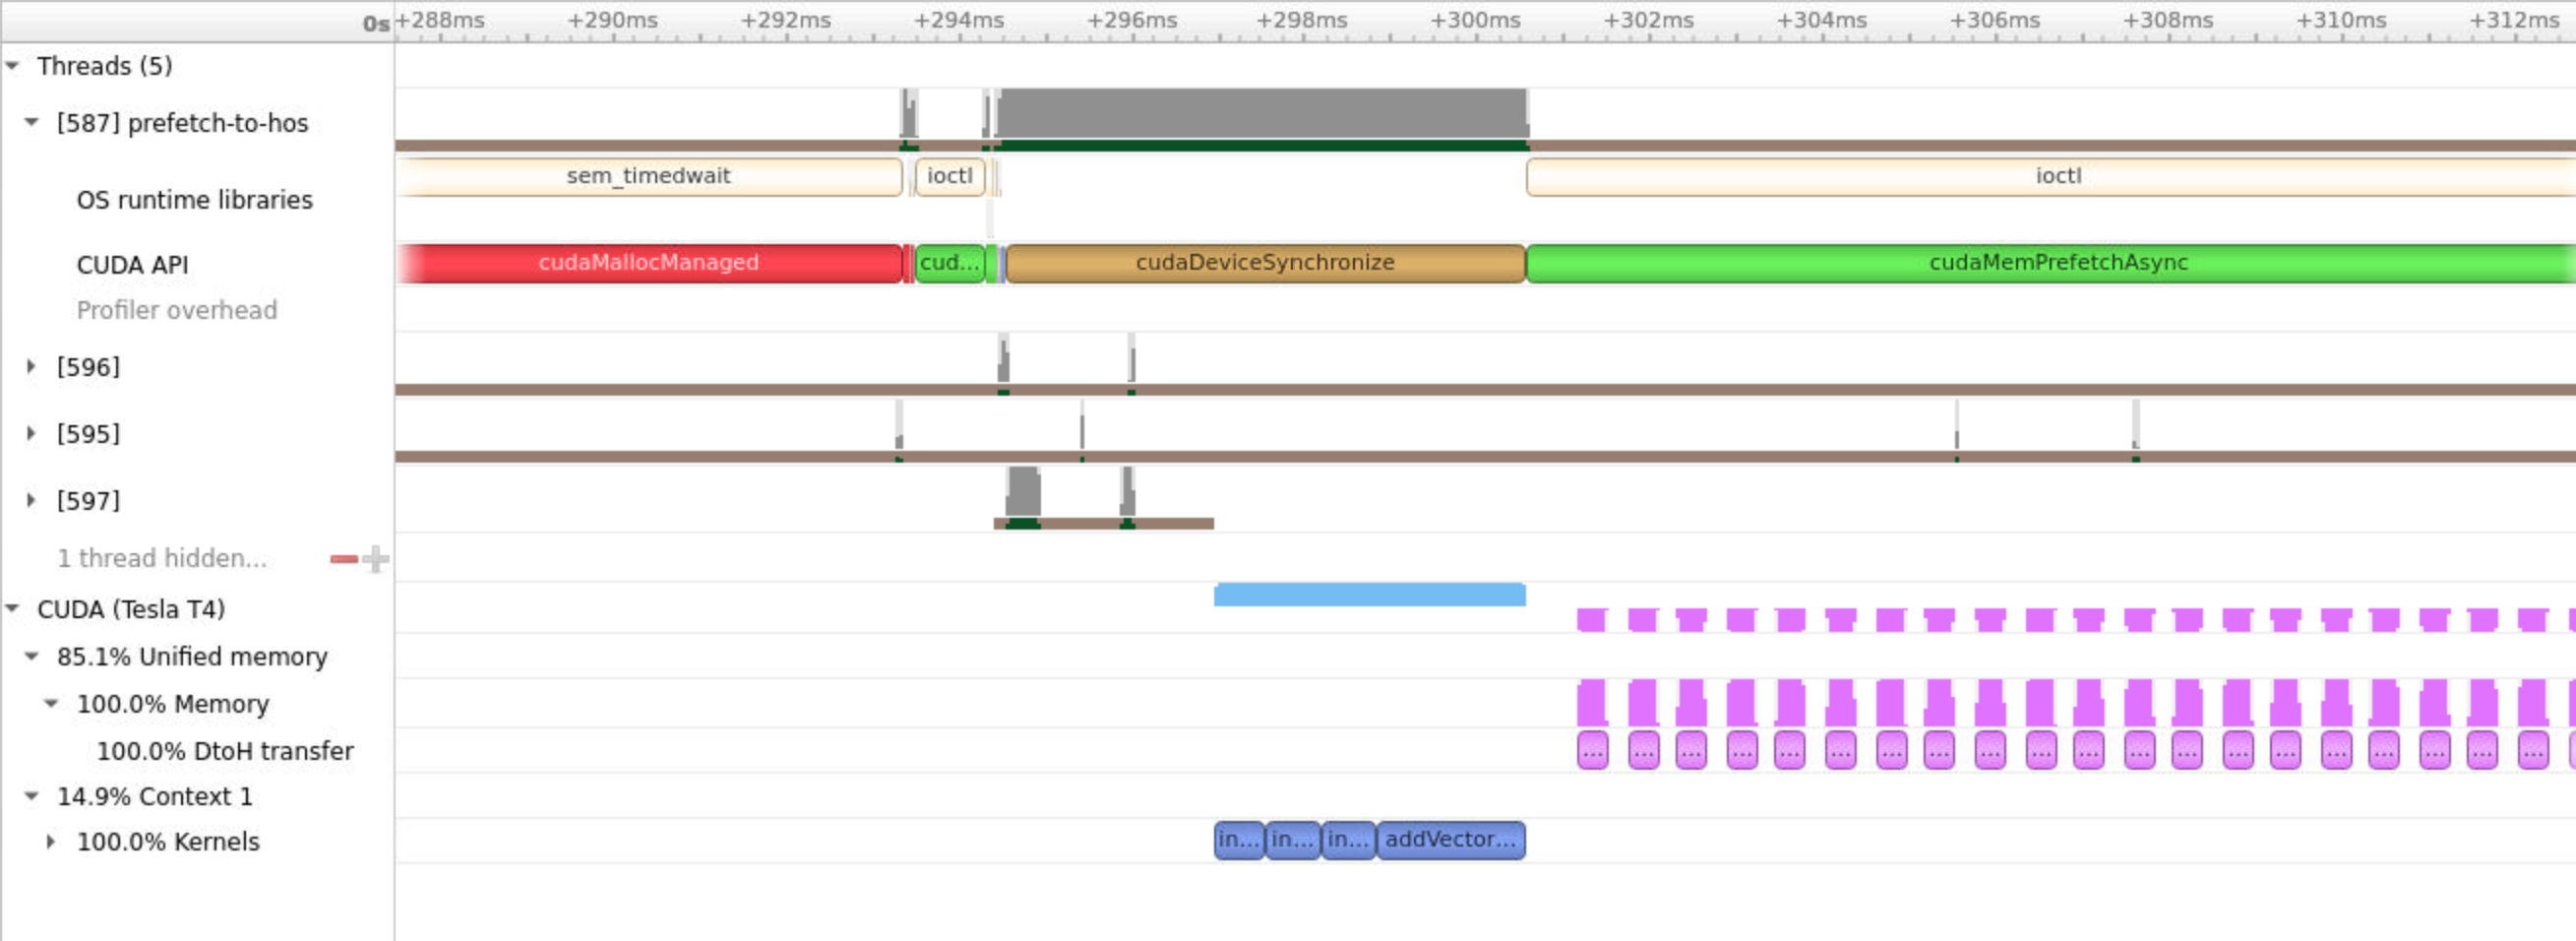 0s +288ms +290ms +292ms +294ms +296ms +298ms +300ms +302ms +304ms +306ms +308ms +310ms +312ms
Threads (5)
[587] prefetch-to-hos
OS runtime libraries
sem_timedwait ioctl ioctl
CUDA API
cudaMallocManaged cud... cudaDeviceSynchronize cudaMemPrefetchAsync
Profiler overhead
[596]
[595]
[597]
1 thread hidden...
CUDA (Tesla T4)
85.1% Unified memory
100.0% Memory
100.0% DtoH transfer
... ... ... ... ... ... ... ... ... ... ... ... ... ... ... ... ... ... ... ...
14.9% Context 1
100.0% Kernels
in... in... in... addVector...